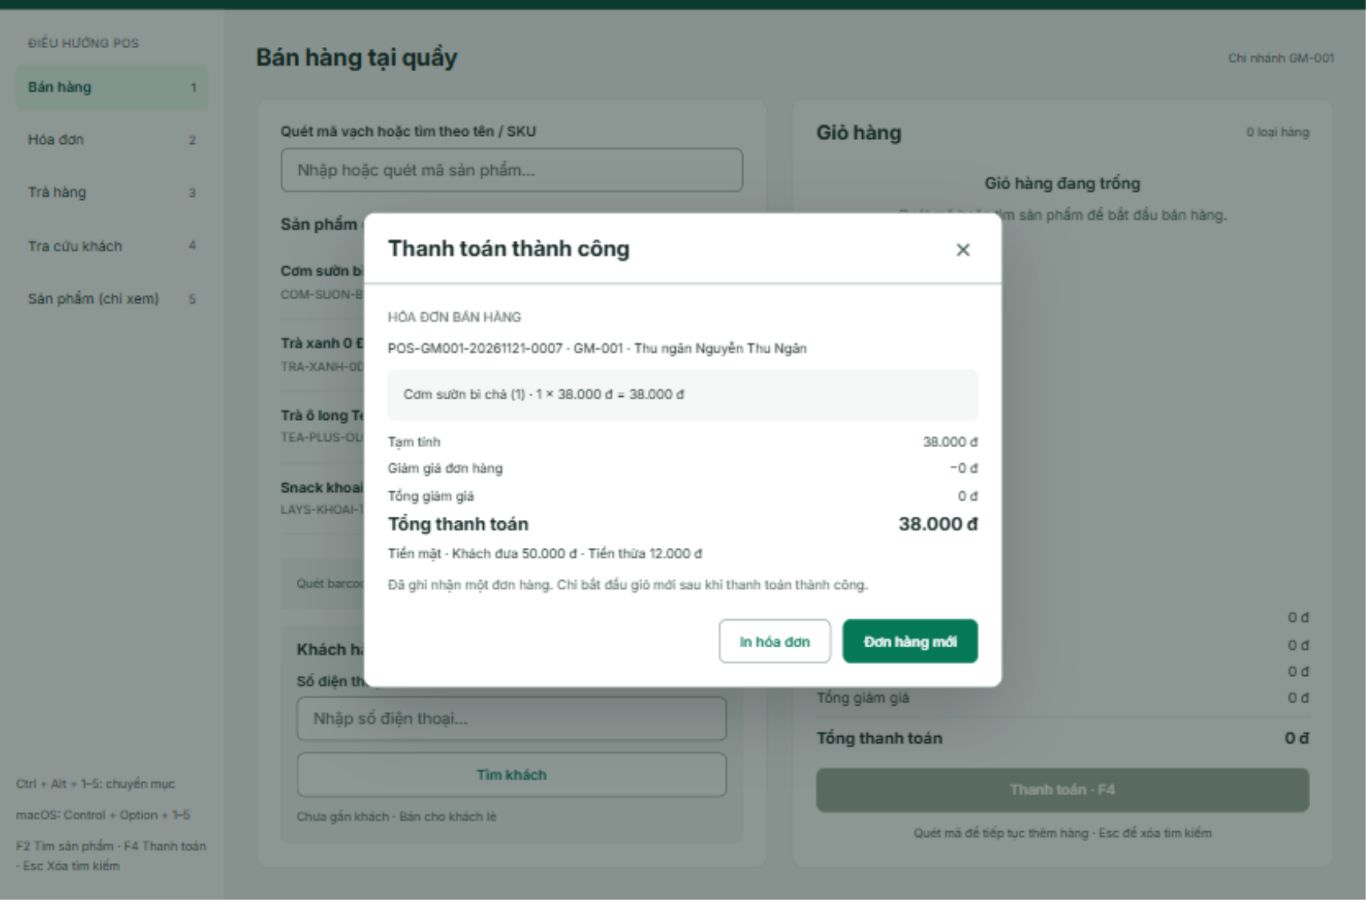 ĐIỀU HƯỚNG POS
Bán hàng 1
Hóa đơn 2
Trả hàng 3
Tra cứu khách 4
Sản phẩm (chỉ xem) 5
Ctrl + Alt + 1–5: chuyển mục
macOS: Control + Option + 1–5
F2 Tìm sản phẩm · F4 Thanh toán
· Esc Xóa tìm kiếm
Bán hàng tại quầy
Chi nhánh GM-001
Quét mã vạch hoặc tìm theo tên / SKU
Nhập hoặc quét mã sản phẩm...
Sản phẩm
Cơm sườn bì
COM-SUON-B
Trà xanh 0
TRA-XANH-0
Trà ô long
TEA-PLUS-OL
Snack khoai
LAYS-KHOAI-
Quét barco
Khách
Số điện
Nhập số điện thoại...
Tìm khách
Chưa gắn khách · Bán cho khách lẻ
Giỏ hàng
0 loại hàng
Giỏ hàng đang trống
tìm sản phẩm để bắt đầu bán hàng.
0 đ
0 đ
0 đ
Tổng giảm giá 0 đ
Tổng thanh toán 0 đ
Thanh toán · F4
Quét mã để tiếp tục thêm hàng · Esc để xóa tìm kiếm
Thanh toán thành công ×
HÓA ĐƠN BÁN HÀNG
POS-GM001-20261121-0007 · GM-001 · Thu ngân Nguyễn Thu Ngân
Cơm sườn bì chả (1) · 1 × 38.000 đ = 38.000 đ
Tạm tính 38.000 đ
Giảm giá đơn hàng −0 đ
Tổng giảm giá 0 đ
Tổng thanh toán 38.000 đ
Tiền mặt · Khách đưa 50.000 đ · Tiền thừa 12.000 đ
Đã ghi nhận một đơn hàng. Chỉ bắt đầu giỏ mới sau khi thanh toán thành công.
In hóa đơn
Đơn hàng mới